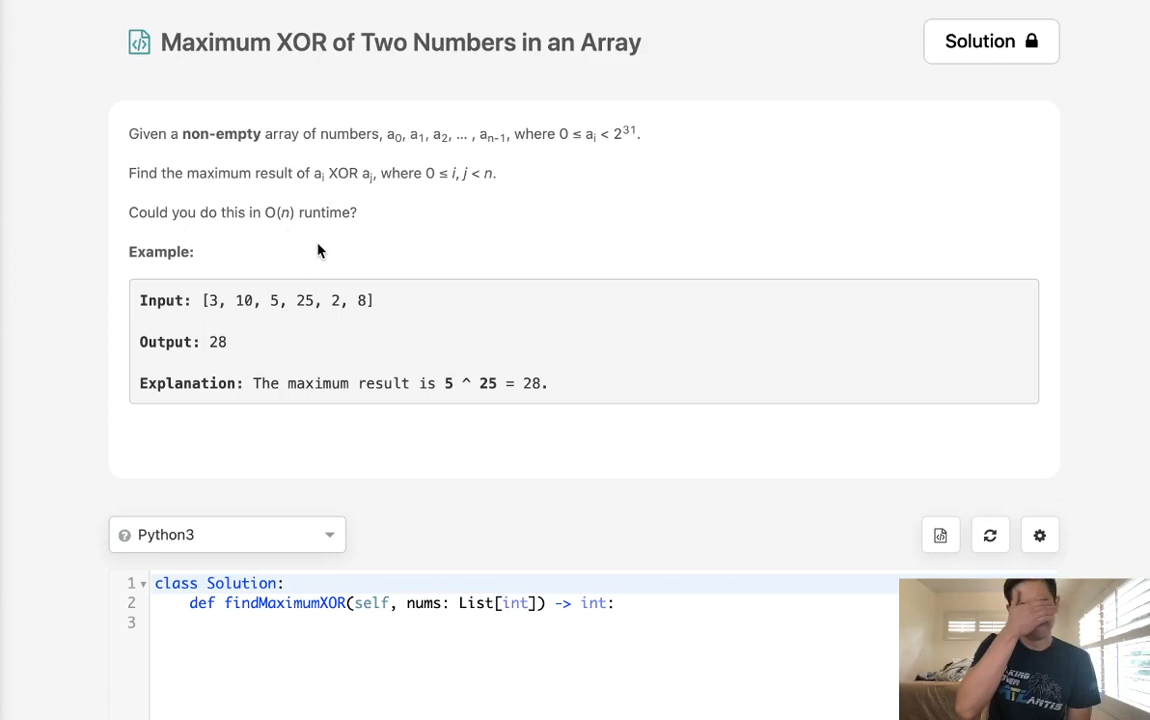 Maximum XOR of Two Numbers in an Array
Solution
Given a non-empty array of numbers, a0, a1, a2, … , an-1, where 0 ≤ ai < 2^31.
Find the maximum result of ai XOR aj, where 0 ≤ i, j < n.
Could you do this in O(n) runtime?
Example:
Input: [3, 10, 5, 25, 2, 8]
Output: 28
Explanation: The maximum result is 5 ^ 25 = 28.
Python3
1 class Solution:
2 def findMaximumXOR(self, nums: List[int]) -> int:
3